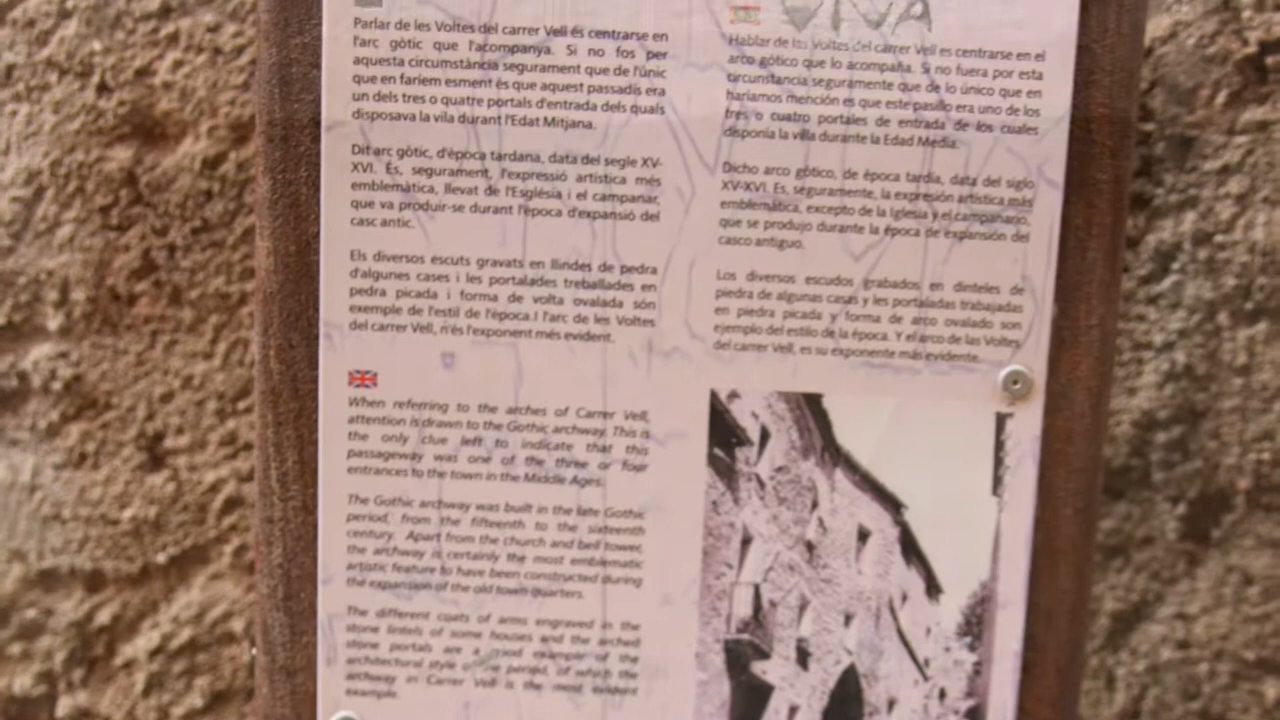 Parlar de les Voltes del carrer Vell és centrarse en
l'arc gòtic que l'acompanya. Si no fos per
aquesta circumstància segurament que de l'únic
que en faríem esment és que aquest passadís era
un dels tres o quatre portals d'entrada dels quals
disposava la vila durant l'Edat Mitjana.
Dit arc gòtic, d'època tardana, data del segle XV-
XVI. És, segurament, l'expressió artística més
emblemàtica, llevat de l'Església i el campanar,
que va produir-se durant l'època d'expansió del
casc antic.
Els diversos escuts gravats en llindes de pedra
d'algunes cases i les portalades treballades en
pedra picada i forma de volta ovalada són
exemple de l'estil de l'època.I l'arc de les Voltes
del carrer Vell, n'és l'exponent més evident.
VIVA
Hablar de las Voltes del carrer Vell es centrarse en el
arco gótico que lo acompaña. Si no fuera por esta
circunstancia seguramente que de lo único que en
hariamos mención es que este pasillo era uno de los
tres o cuatro portales de entrada de los cuales
disponía la villa durante la Edad Media.
Dicho arco gótico, de época tardía, data del siglo
XV-XVI. Es, seguramente, la expresión artística más
emblemática, excepto de la Iglesia y el campanario,
que se produjo durante la época de expansión del
casco antiguo.
Los diversos escudos grabados en dinteles de
piedra de algunas casas y les portaladas trabajadas
en piedra picada y forma de arco ovalado son
ejemplo del estilo de la época. Y el arco de las Voltes
del carrer Vell, es su exponente más evidente.
When referring to the arches of Carrer Vell,
attention is drawn to the Gothic archway. This is
the only clue left to indicate that this
passageway was one of the three or four
entrances to the town in the Middle Ages.
The Gothic archway was built in the late Gothic
period, from the fifteenth to the sixteenth
century. Apart from the church and bell tower,
the archway is certainly the most emblematic
artistic feature to have been constructed during
the expansion of the old town quarters.
The different coats of arms engraved in the
stone lintels of some houses and the arched
stone portals are a good example of the
architectural style of the period, of which the
archway in Carrer Vell is the most evident
example.